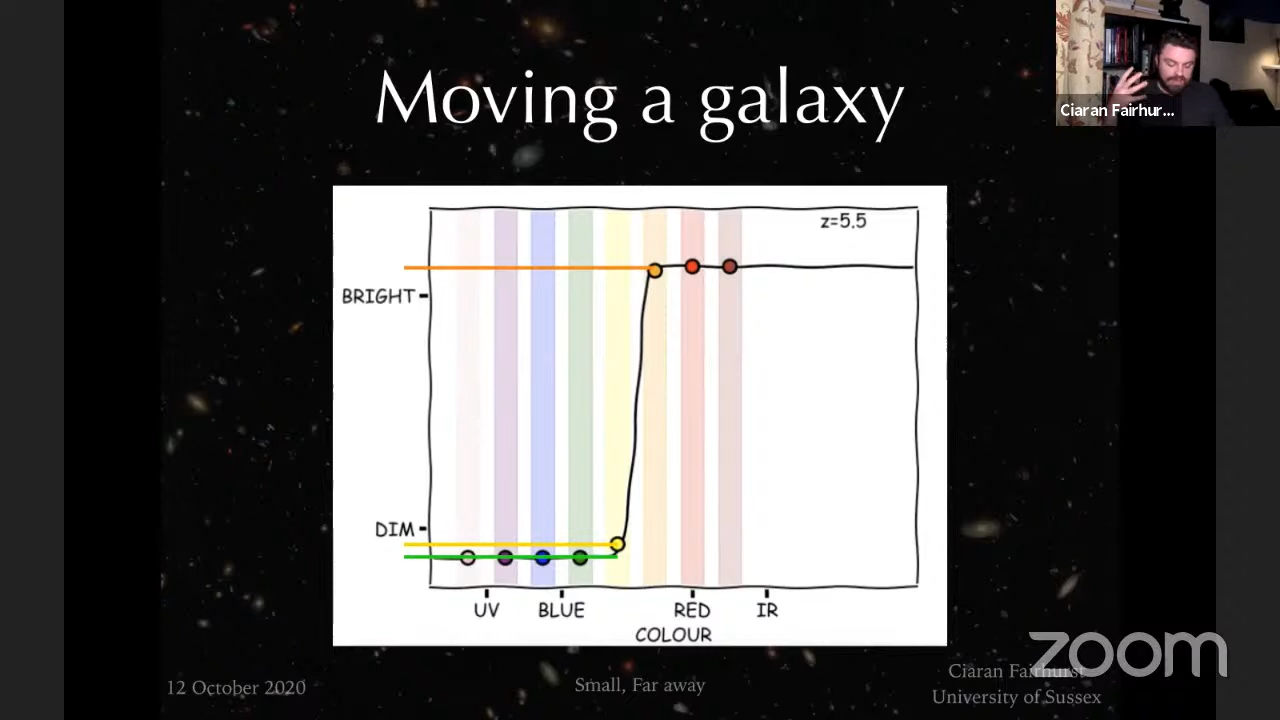 Moving a galaxy
Ciaran Fairhur...
z=5.5
BRIGHT
DIM
UV
BLUE
RED
IR
COLOUR
12 October 2020
Small, Far away
Ciaran Fairhurst
University of Sussex
zoom